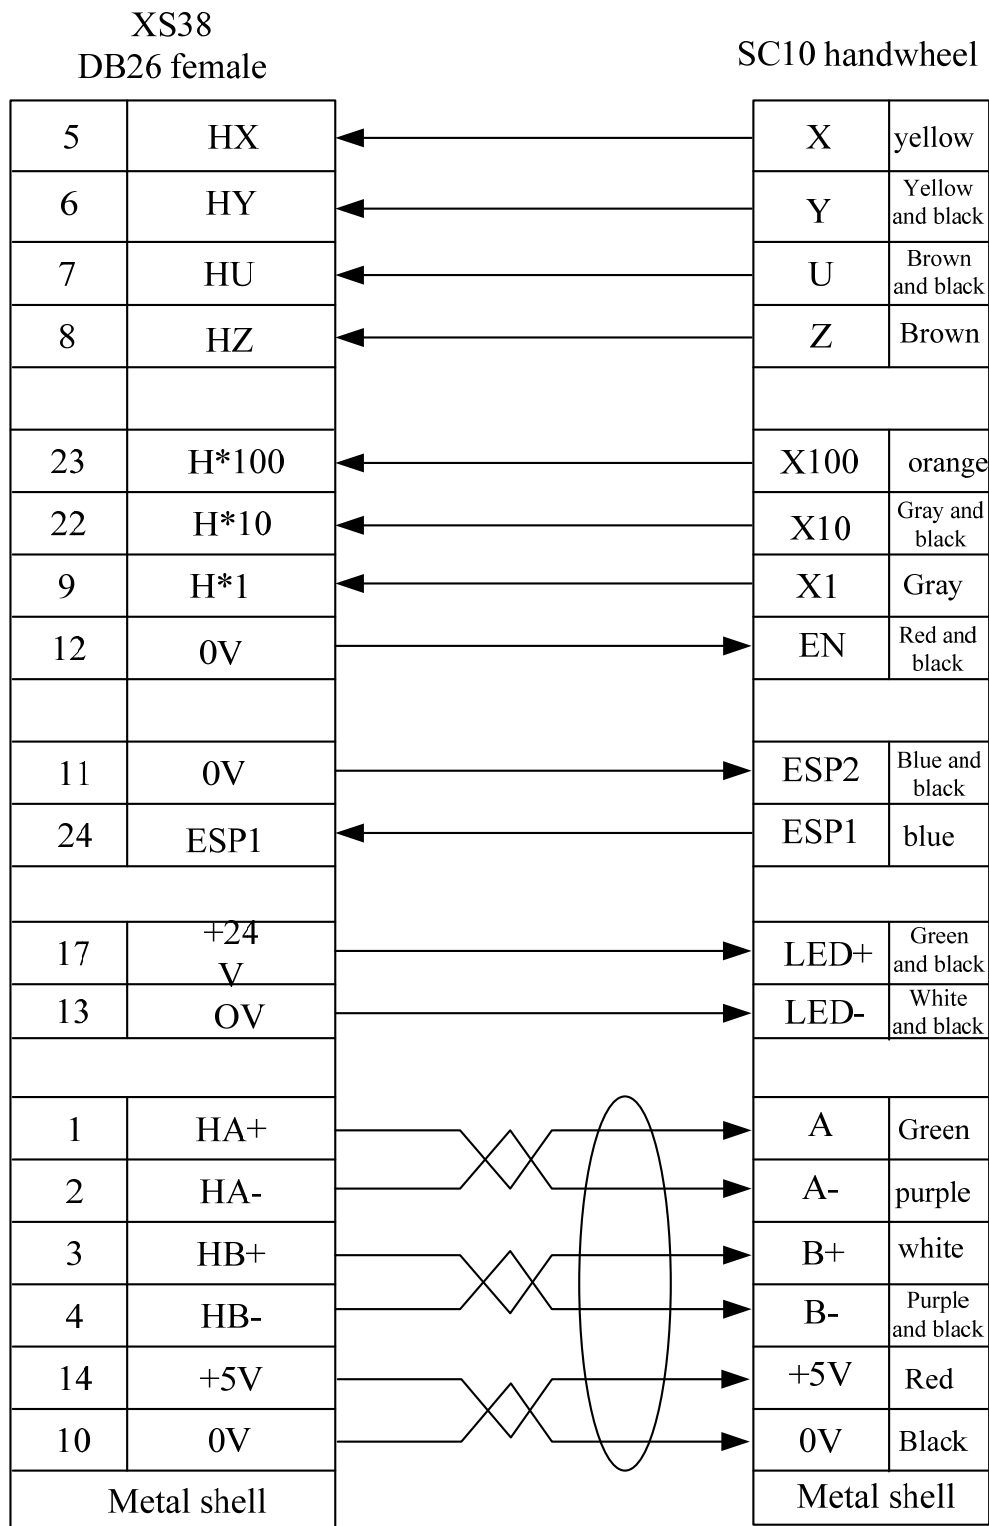 XS38
DB26 female
SC10 handwheel
5 HX X yellow
6 HY Y Yellow
and black
7 HU U Brown
and black
8 HZ Z Brown
23 H*100 X100 orange
22 H*10 X10 Gray and
black
9 H*1 X1 Gray
12 0V EN Red and
black
11 0V ESP2 Blue and
black
24 ESP1 ESP1 blue
17 +24
V LED+ Green
and black
13 OV LED- White
and black
1 HA+ A Green
2 HA- A- purple
3 HB+ B+ white
4 HB- B- Purple
and black
14 +5V +5V Red
10 0V 0V Black
Metal shell Metal shell